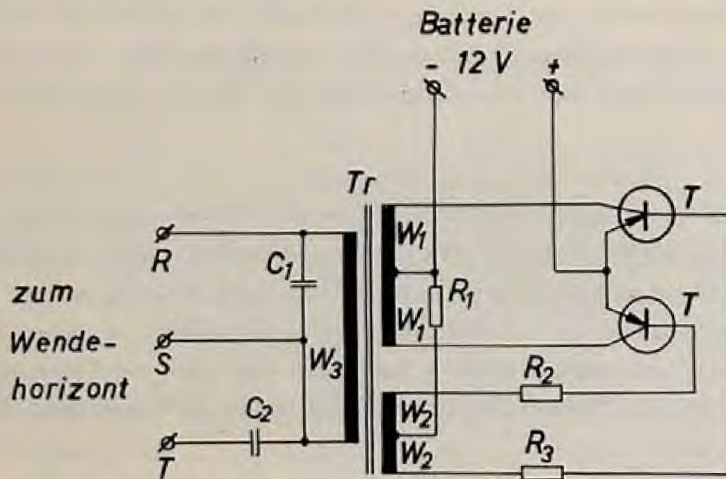 Batterie
- 12 V +
Tr
T
W1
R
C1
zum
R1
W1
T
Wende-
S
W3
horizont
R2
C2
W2
W2
R3
T